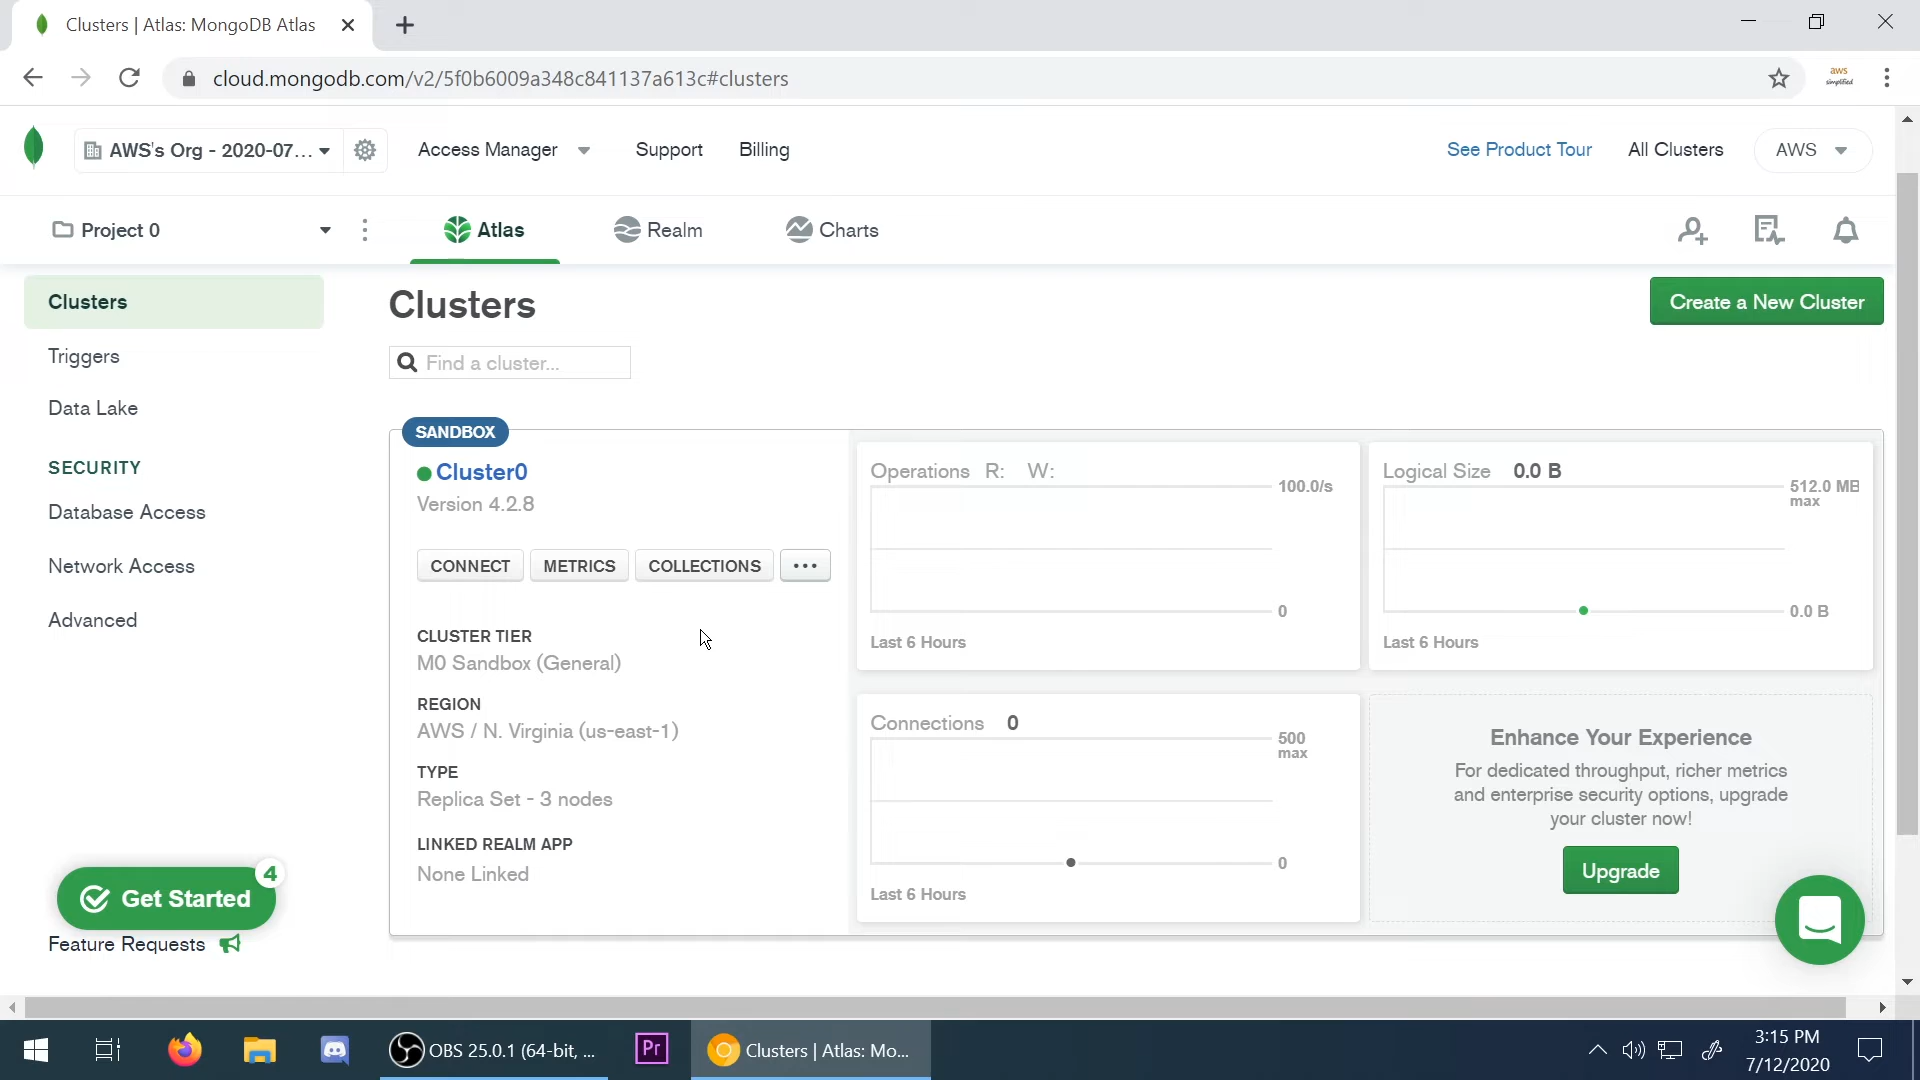 Clusters | Atlas: MongoDB Atlas
cloud.mongodb.com/v2/5f0b6009a348c841137a613c#clusters
aws
simplified
AWS's Org - 2020-07...
Access Manager
Support
Billing
See Product Tour
All Clusters
AWS
Project 0
Atlas
Realm
Charts
Clusters
Triggers
Data Lake
SECURITY
Database Access
Network Access
Advanced
4
Get Started
Feature Requests
Clusters
Create a New Cluster
Find a cluster...
SANDBOX
Cluster0
Version 4.2.8
CONNECT
METRICS
COLLECTIONS
...
CLUSTER TIER
M0 Sandbox (General)
REGION
AWS / N. Virginia (us-east-1)
TYPE
Replica Set - 3 nodes
LINKED REALM APP
None Linked
Operations R: W:
100.0/s
0
Last 6 Hours
Logical Size 0.0 B
512.0 MB
max
0.0 B
Last 6 Hours
Connections 0
500
max
0
Last 6 Hours
Enhance Your Experience
For dedicated throughput, richer metrics
and enterprise security options, upgrade
your cluster now!
Upgrade
OBS 25.0.1 (64-bit, ...
Pr
Clusters | Atlas: Mo...
3:15 PM
7/12/2020